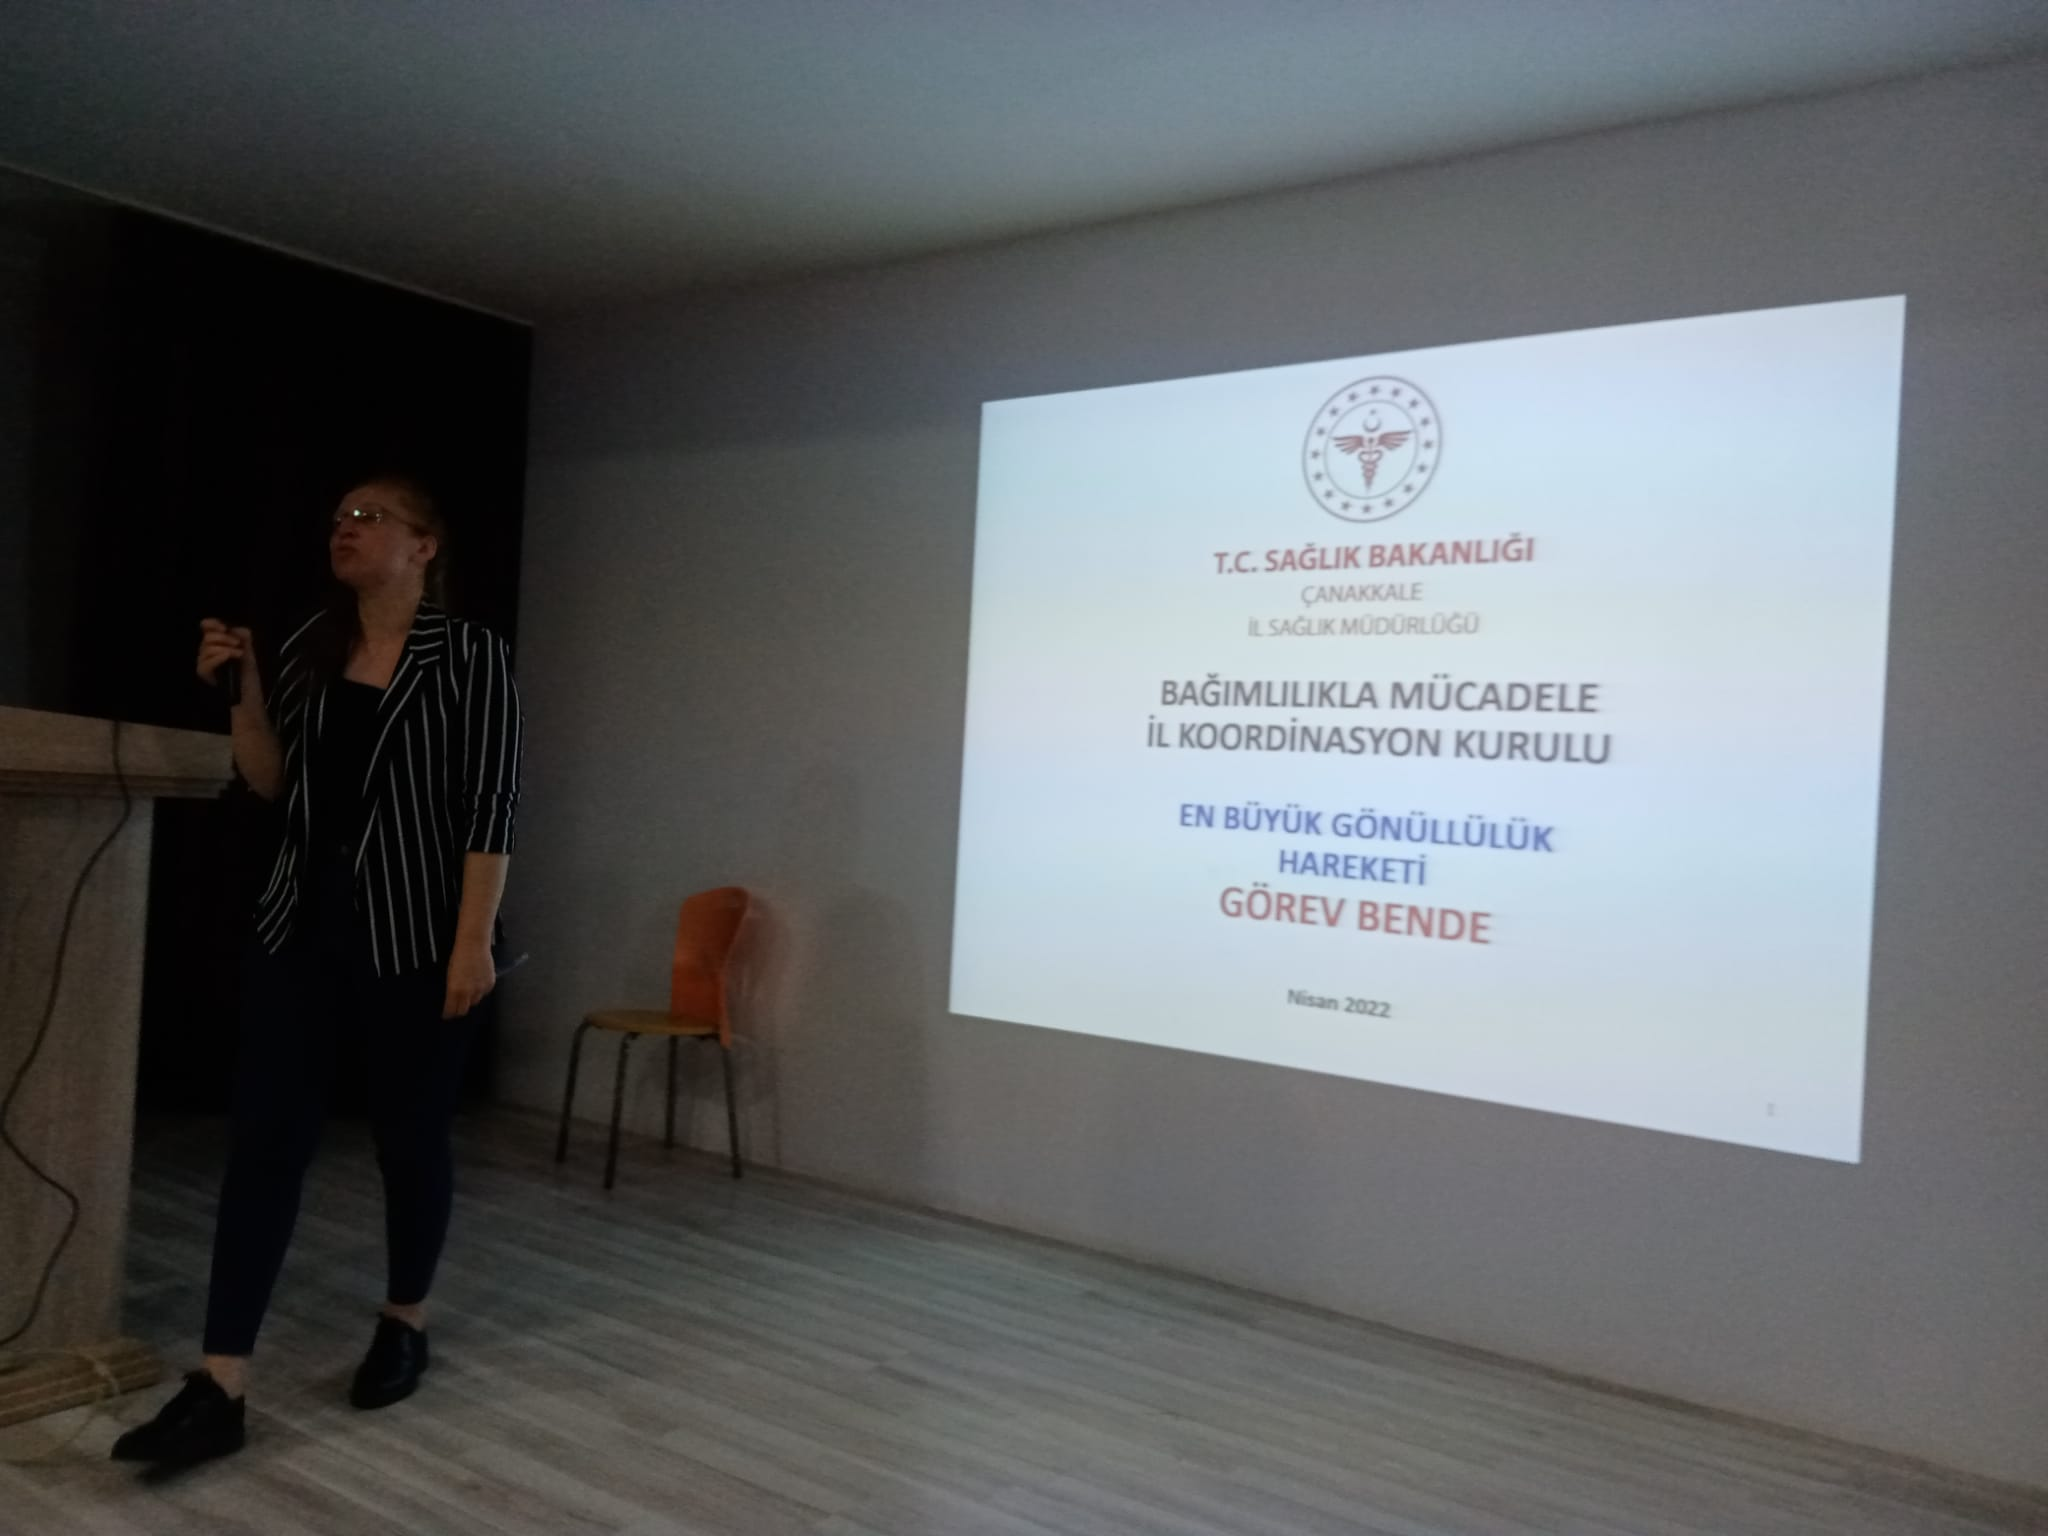 T.C. SAĞLIK BAKANLIĞI
ÇANAKKALE
İL SAĞLIK MÜDÜRLÜĞÜ
BAĞIMLILIKLA MÜCADELE
İL KOORDİNASYON KURULU
EN BÜYÜK GÖNÜLLÜLÜK
HAREKETİ
GÖREV BENDE
Nisan 2022